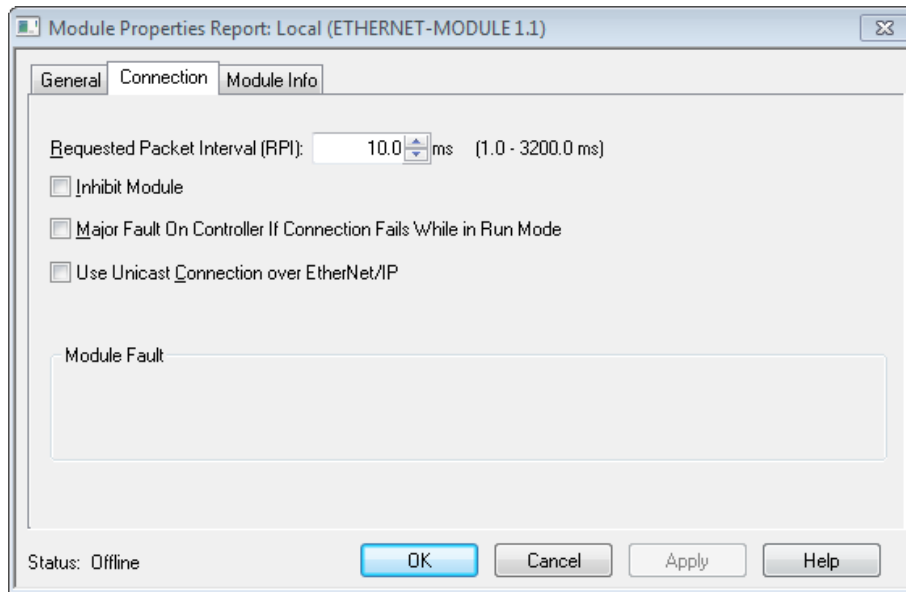 Module Properties Report: Local (ETHERNET-MODULE 1.1)
General Connection Module Info
Requested Packet Interval (RPI): 10.0 ms (1.0 - 3200.0 ms)
Inhibit Module
Major Fault On Controller If Connection Fails While in Run Mode
Use Unicast Connection over EtherNet/IP
Module Fault
Status: Offline OK Cancel Apply Help